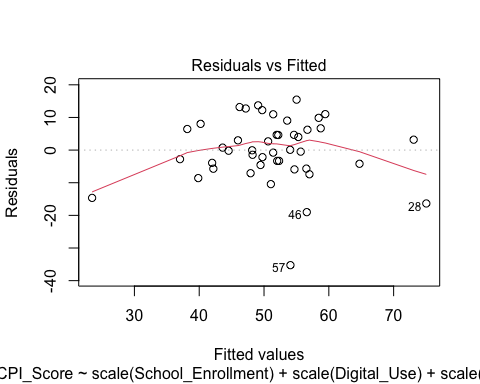 Residuals vs Fitted
20
10
0
-20
-40
Residuals
46
28
57
30 40 50 60 70
Fitted values
CPI_Score ~ scale(School_Enrollment) + scale(Digital_Use) + scale(